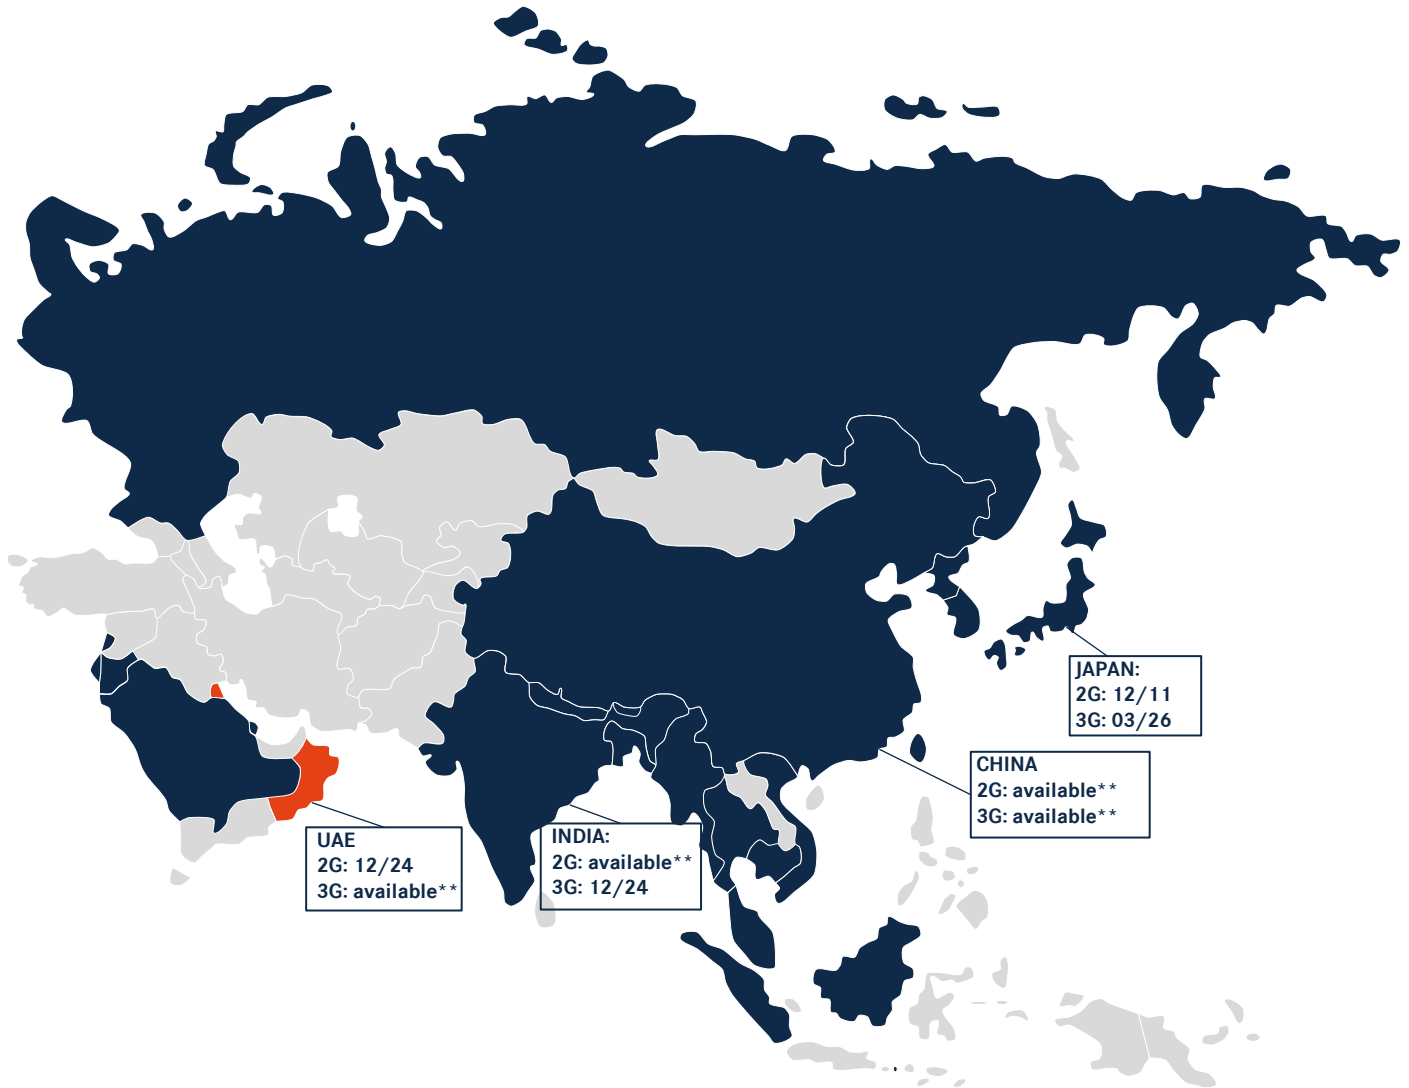 JAPAN:
2G: 12/11
3G: 03/26
CHINA
2G: available**
3G: available**
UAE
2G: 12/24
3G: available**
INDIA:
2G: available**
3G: 12/24